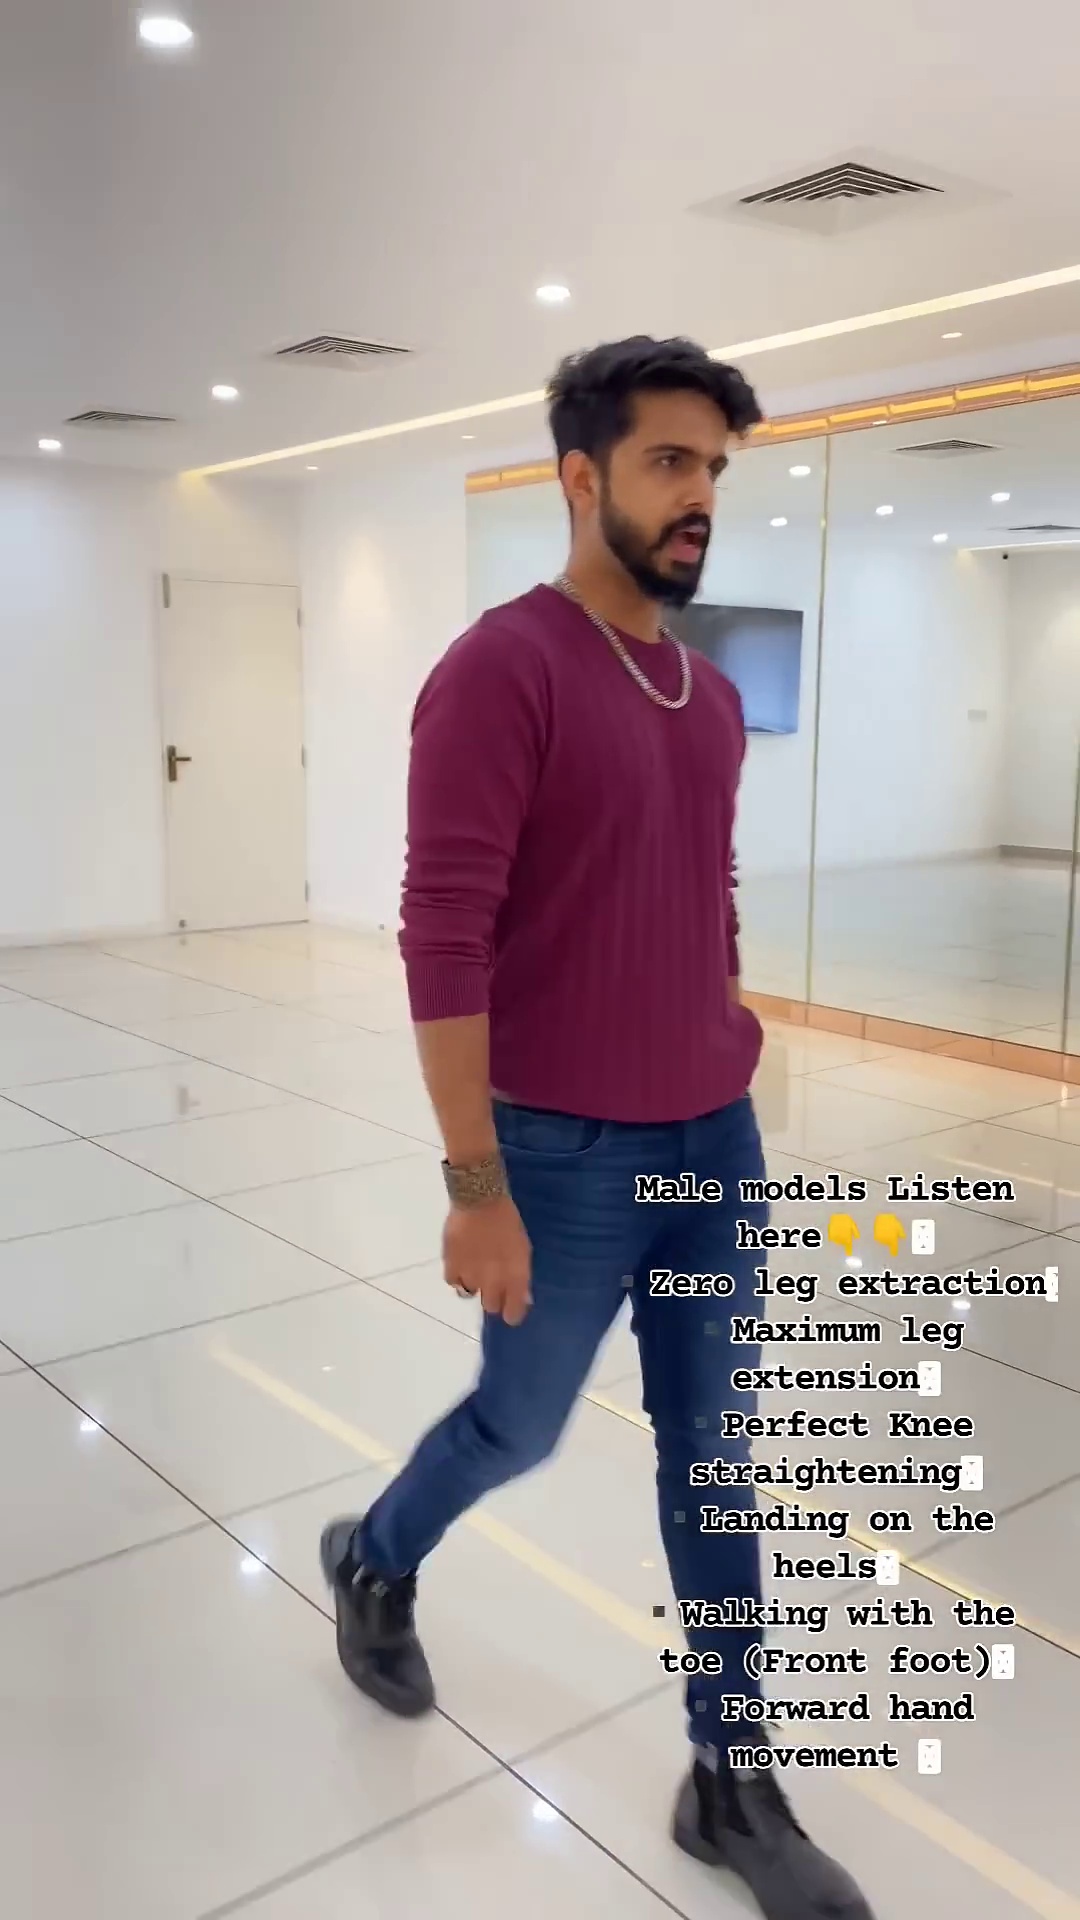 Male models Listen
here👇👇
▪ Zero leg extraction
▪ Maximum leg
extension
▪ Perfect Knee
straightening
▪ Landing on the
heels
▪ Walking with the
toe (Front foot)
▪ Forward hand
movement